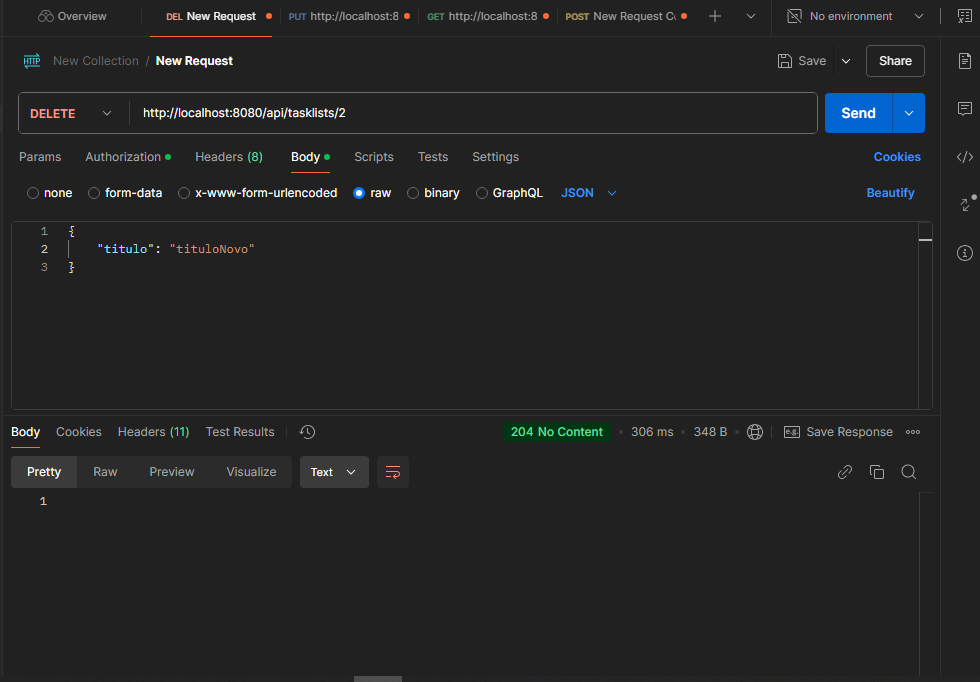 Overview DEL New Request PUT http://localhost:8 GET http://localhost:8 POST New Request Co No environment
HTTP New Collection / New Request Save Share
DELETE http://localhost:8080/api/tasklists/2 Send
Params Authorization Headers (8) Body Scripts Tests Settings Cookies
none form-data x-www-form-urlencoded raw binary GraphQL JSON Beautify
1 {
2 "titulo": "tituloNovo"
3 }
Body Cookies Headers (11) Test Results 204 No Content 306 ms 348 B e.g. Save Response
Pretty Raw Preview Visualize Text
1